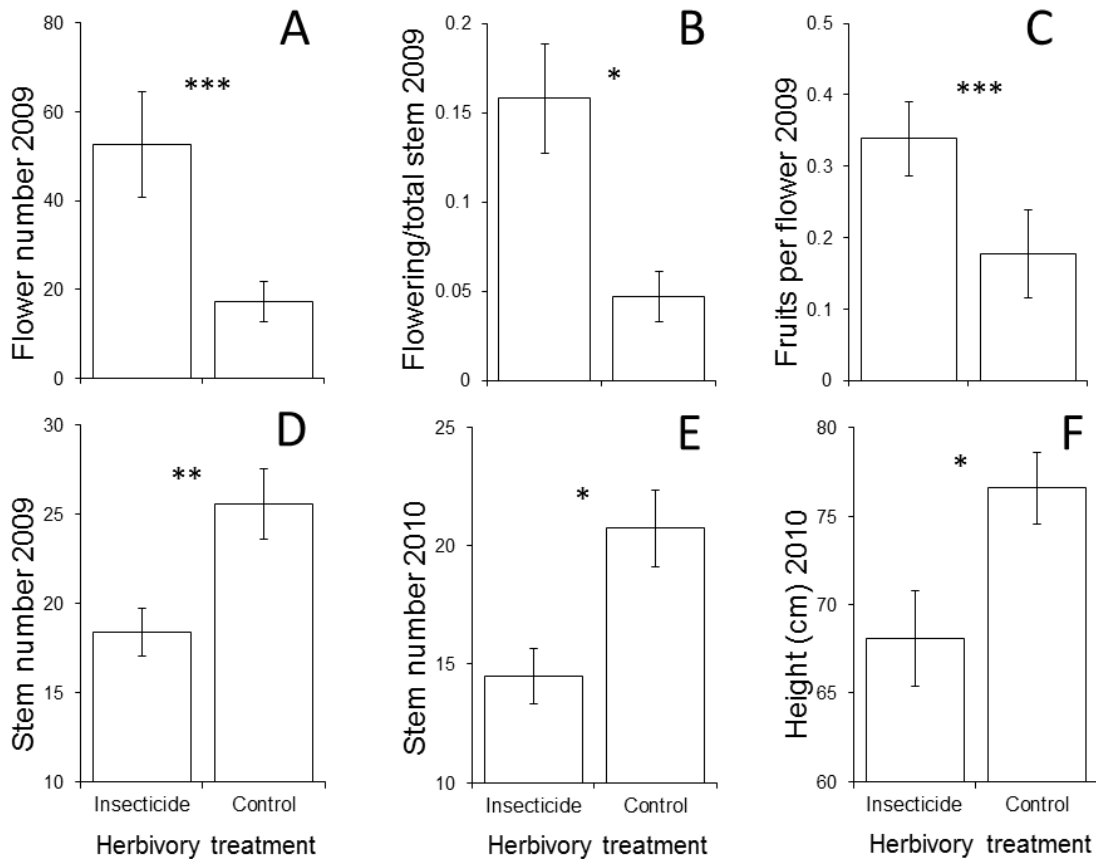 A
Flower number 2009
80
60
40
20
0
***
B
Flowering/total stem 2009
0.2
0.15
0.1
0.05
0
*
C
Fruits per flower 2009
0.5
0.4
0.3
0.2
0.1
0
***
D
Stem number 2009
30
25
20
15
10
**
Insecticide Control
Herbivory treatment
E
Stem number 2010
25
20
15
10
*
Insecticide Control
Herbivory treatment
F
Height (cm) 2010
80
75
70
65
60
*
Insecticide Control
Herbivory treatment